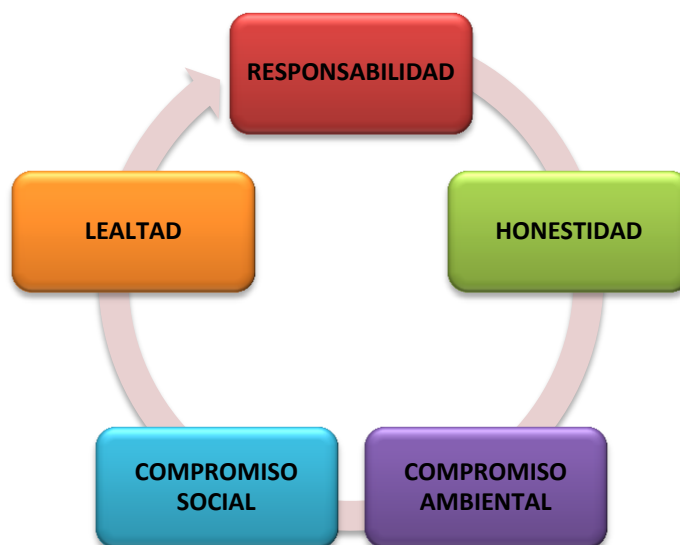 RESPONSABILIDAD
HONESTIDAD
COMPROMISO
AMBIENTAL
COMPROMISO
SOCIAL
LEALTAD